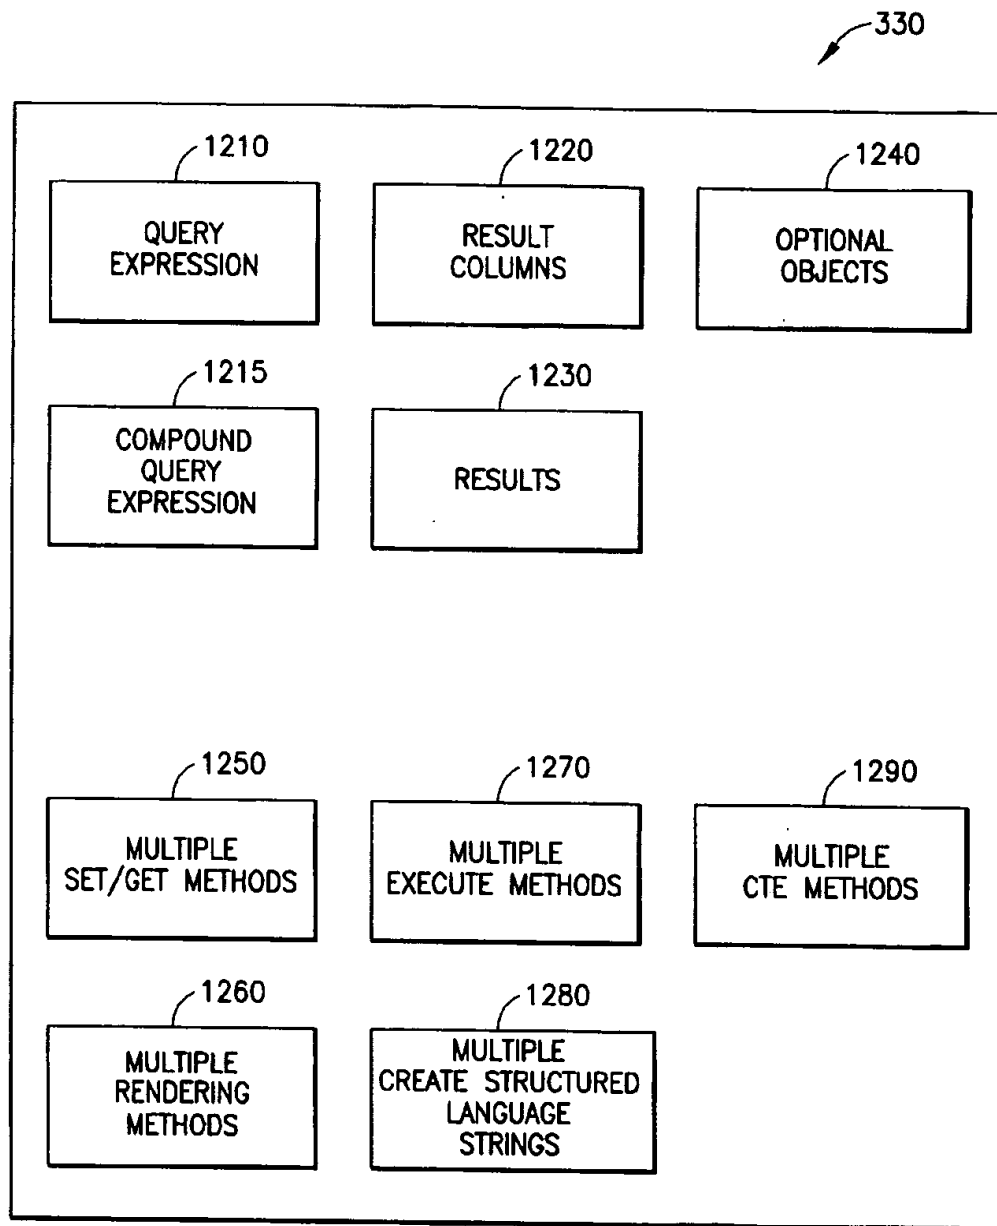 330
1210
QUERY
EXPRESSION
1220
RESULT
COLUMNS
1240
OPTIONAL
OBJECTS
1215
COMPOUND
QUERY
EXPRESSION
1230
RESULTS
1250
MULTIPLE
SET/GET METHODS
1270
MULTIPLE
EXECUTE METHODS
1290
MULTIPLE
CTE METHODS
1260
MULTIPLE
RENDERING
METHODS
1280
MULTIPLE
CREATE STRUCTURED
LANGUAGE
STRINGS